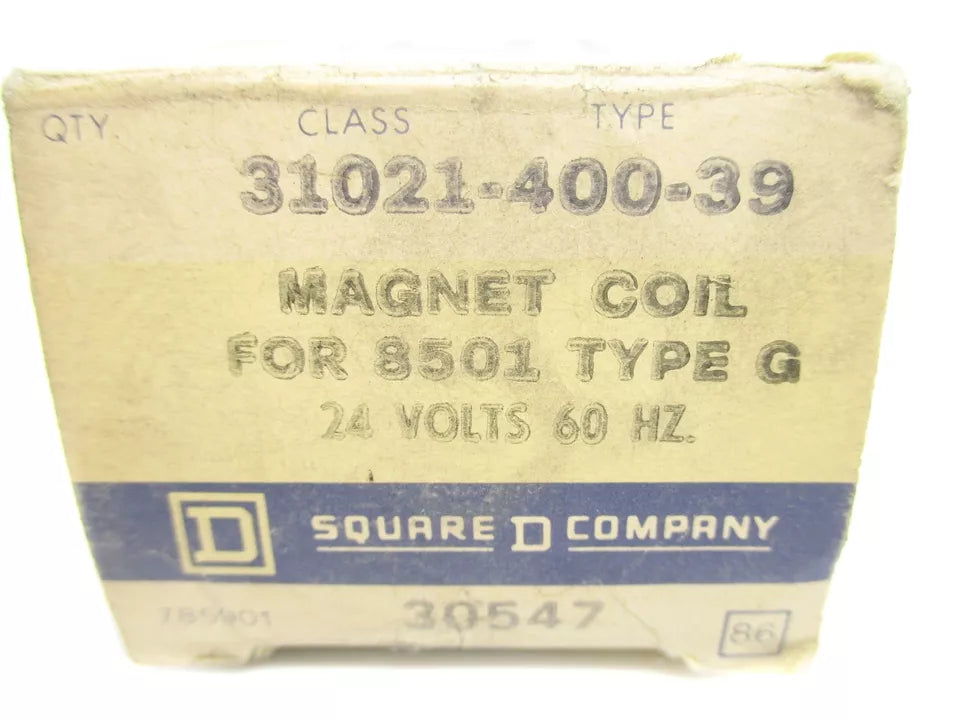 QTY. CLASS TYPE
31021-400-39
MAGNET COIL
FOR 8501 TYPE G
24 VOLTS 60 HZ.
D SQUARE D COMPANY
30547
86